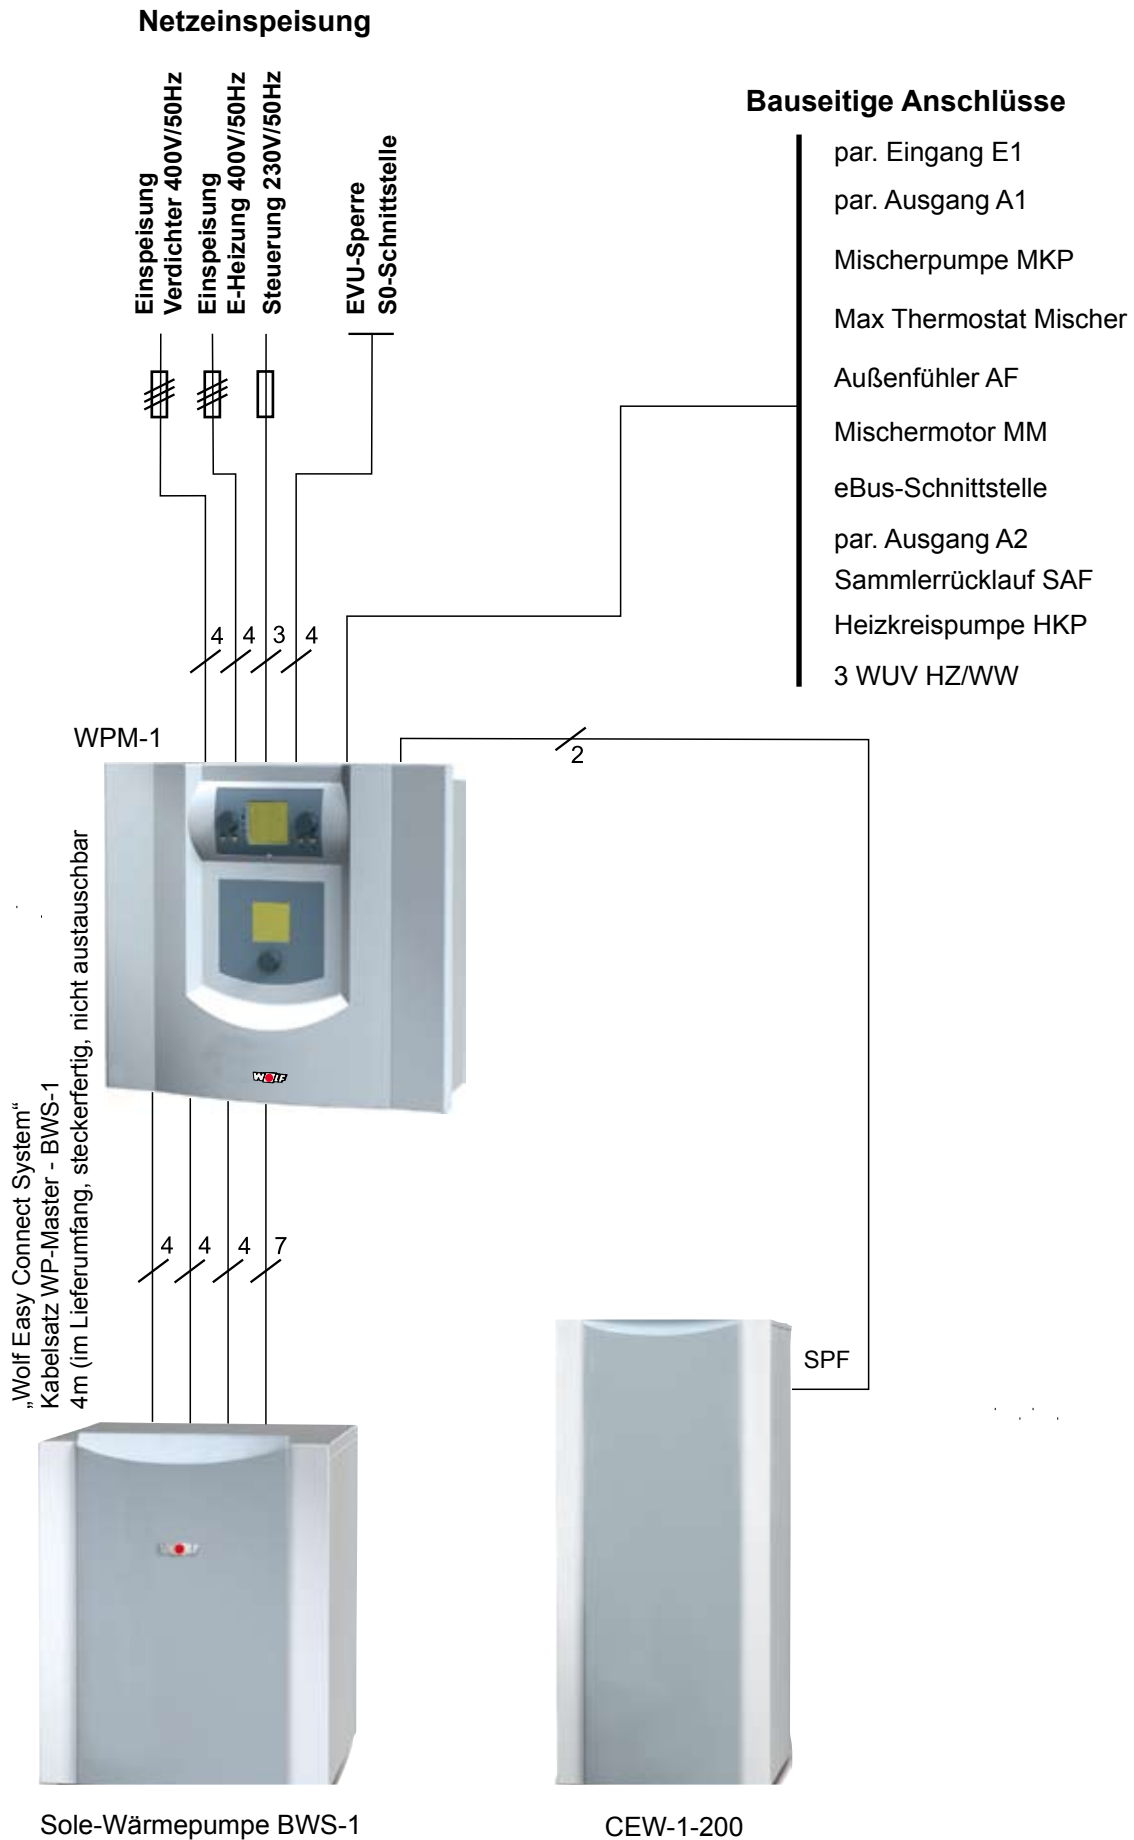 Netzeinspeisung
Einspeisung
Verdichter 400V/50Hz
Einspeisung
E-Heizung 400V/50Hz
Steuerung 230V/50Hz
EVU-Sperre
S0-Schnittstelle
Bauseitige Anschlüsse
par. Eingang E1
par. Ausgang A1
Mischerpumpe MKP
Max Thermostat Mischer
Außenfühler AF
Mischermotor MM
eBus-Schnittstelle
par. Ausgang A2
Sammlerrücklauf SAF
Heizkreispumpe HKP
3 WUV HZ/WW
4 4 3 4
WPM-1
2
WOLF
„Wolf Easy Connect System“
Kabelsatz WP-Master - BWS-1
4m (im Lieferumfang, steckerfertig, nicht austauschbar
4 4 4 7
SPF
Sole-Wärmepumpe BWS-1
CEW-1-200